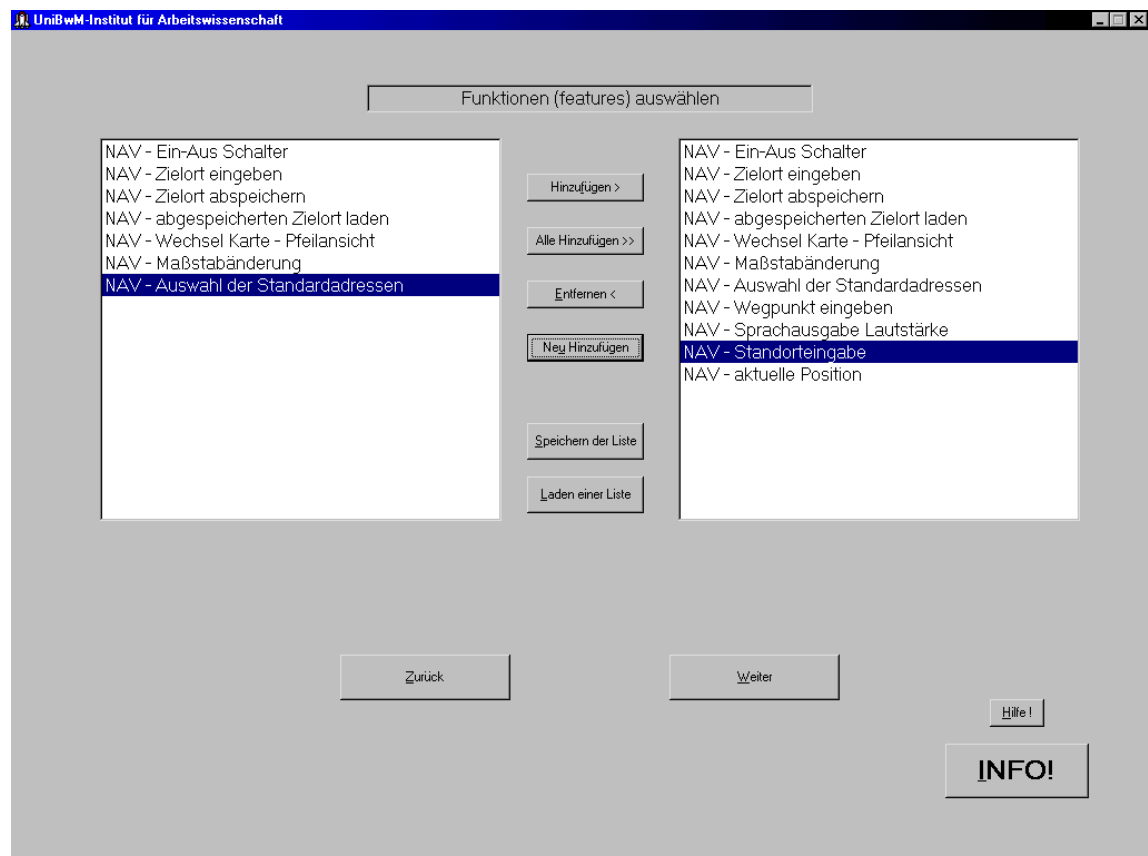 UniBwM-Institut für Arbeitswissenschaft
Funktionen (features) auswählen
NAV - Ein-Aus Schalter
NAV - Zielort eingeben
NAV - Zielort abspeichern
NAV - abgespeicherten Zielort laden
NAV - Wechsel Karte - Pfeilansicht
NAV - Maßstabänderung
NAV - Auswahl der Standardadressen
Hinzufügen >
Alle Hinzufügen >>
Entfernen <
Neu Hinzufügen
Speichern der Liste
Laden einer Liste
NAV - Ein-Aus Schalter
NAV - Zielort eingeben
NAV - Zielort abspeichern
NAV - abgespeicherten Zielort laden
NAV - Wechsel Karte - Pfeilansicht
NAV - Maßstabänderung
NAV - Auswahl der Standardadressen
NAV - Wegpunkt eingeben
NAV - Sprachausgabe Lautstärke
NAV - Standorteingabe
NAV - aktuelle Position
Zurück
Weiter
Hilfe !
INFO!